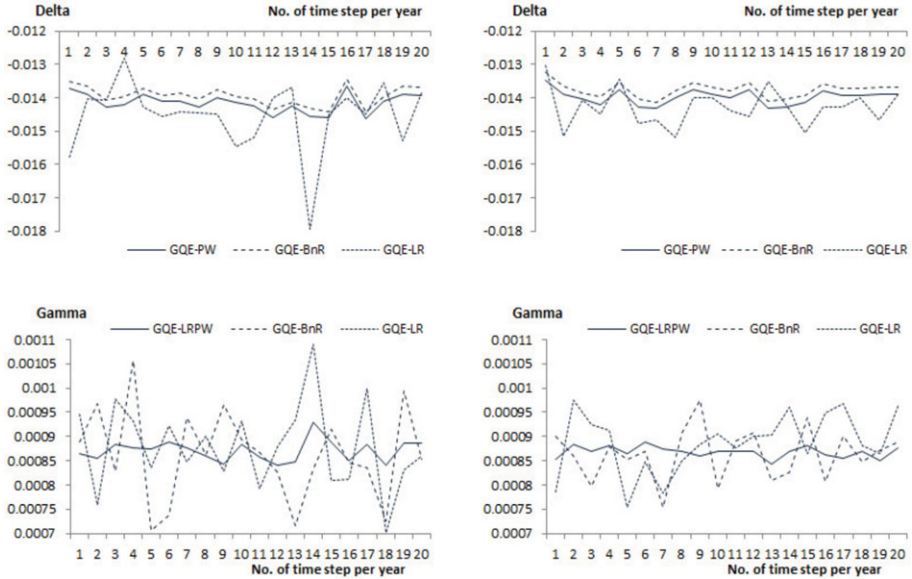 Delta No. of time step per year
-0.012
1 2 3 4 5 6 7 8 9 10 11 12 13 14 15 16 17 18 19 20
-0.013
-0.014
-0.015
-0.016
-0.017
-0.018
GQE-PW GQE-BnR GQE-LR
Delta No. of time step per year
-0.012
1 2 3 4 5 6 7 8 9 10 11 12 13 14 15 16 17 18 19 20
-0.013
-0.014
-0.015
-0.016
-0.017
-0.018
GQE-PW GQE-BnR GQE-LR
Gamma
GQE-LRPW GQE-BnR GQE-LR
0.0011
0.00105
0.001
0.00095
0.0009
0.00085
0.0008
0.00075
0.0007
1 2 3 4 5 6 7 8 9 10 11 12 13 14 15 16 17 18 19 20
No. of time step per year
Gamma
GQE-LRPW GQE-BnR GQE-LR
0.0011
0.00105
0.001
0.00095
0.0009
0.00085
0.0008
0.00075
0.0007
1 2 3 4 5 6 7 8 9 10 11 12 13 14 15 16 17 18 19 20
No. of time step per year